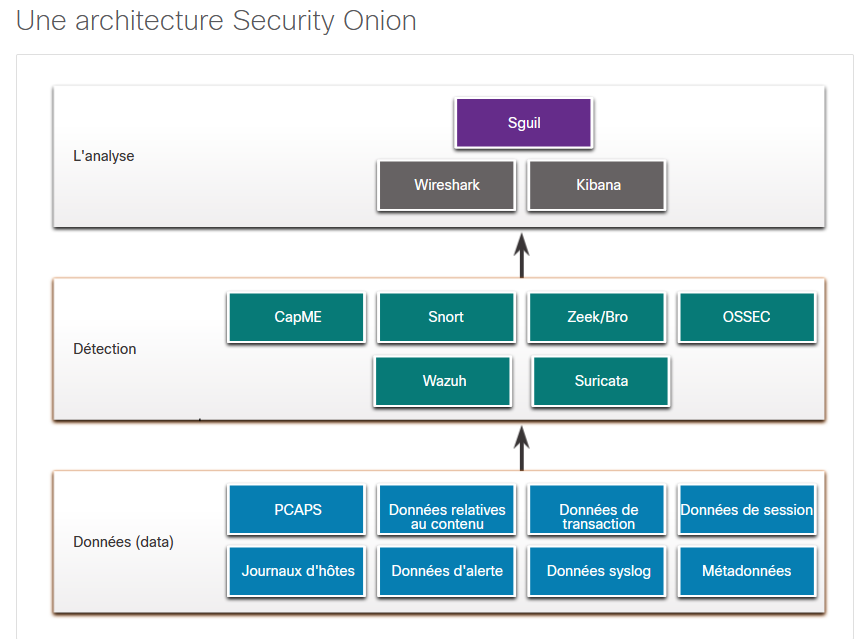 Une architecture Security Onion
Sguil
L'analyse
Wireshark
Kibana
CapME
Snort
Zeek/Bro
OSSEC
Détection
Wazuh
Suricata
PCAPS
Données relatives
au contenu
Données de
transaction
Données de session
Données (data)
Journaux d'hôtes
Données d'alerte
Données syslog
Métadonnées